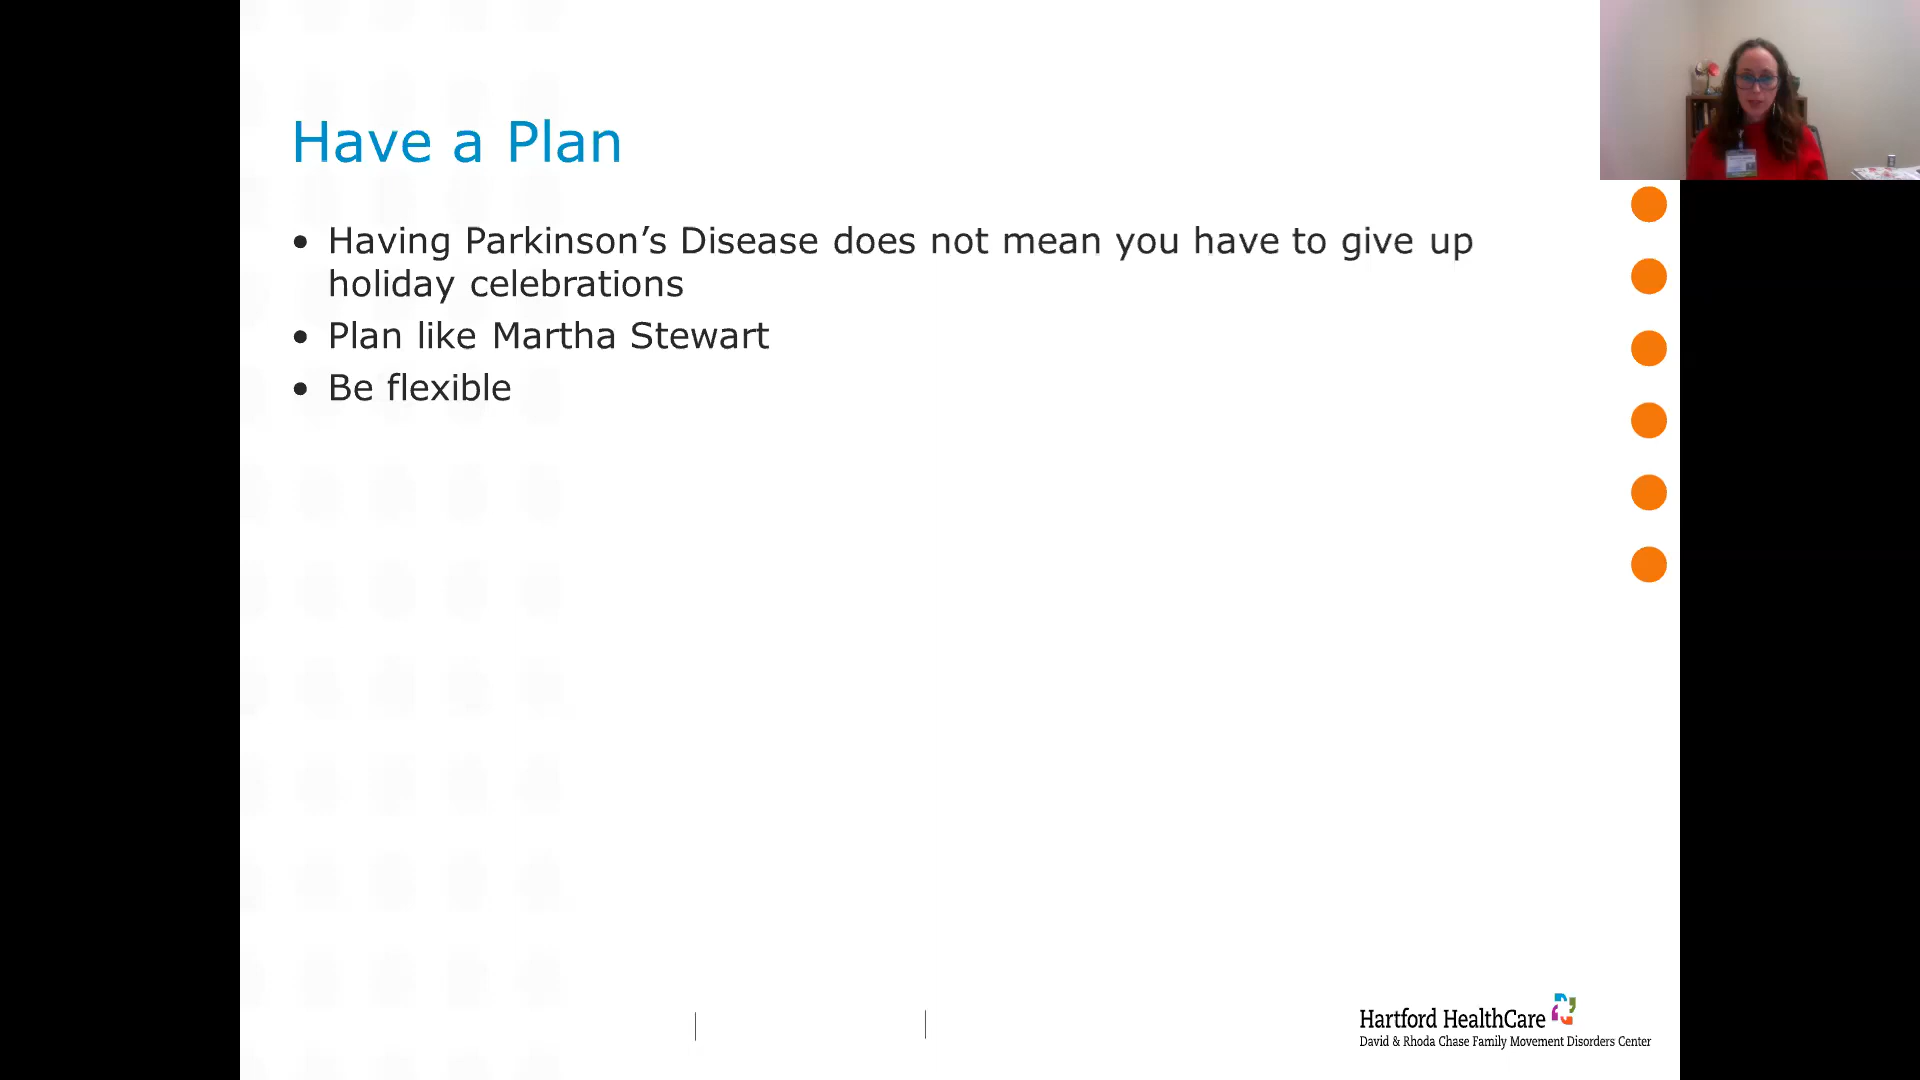 Have a Plan
• Having Parkinson’s Disease does not mean you have to give up
holiday celebrations
• Plan like Martha Stewart
• Be flexible
Hartford HealthCare
David & Rhoda Chase Family Movement Disorders Center